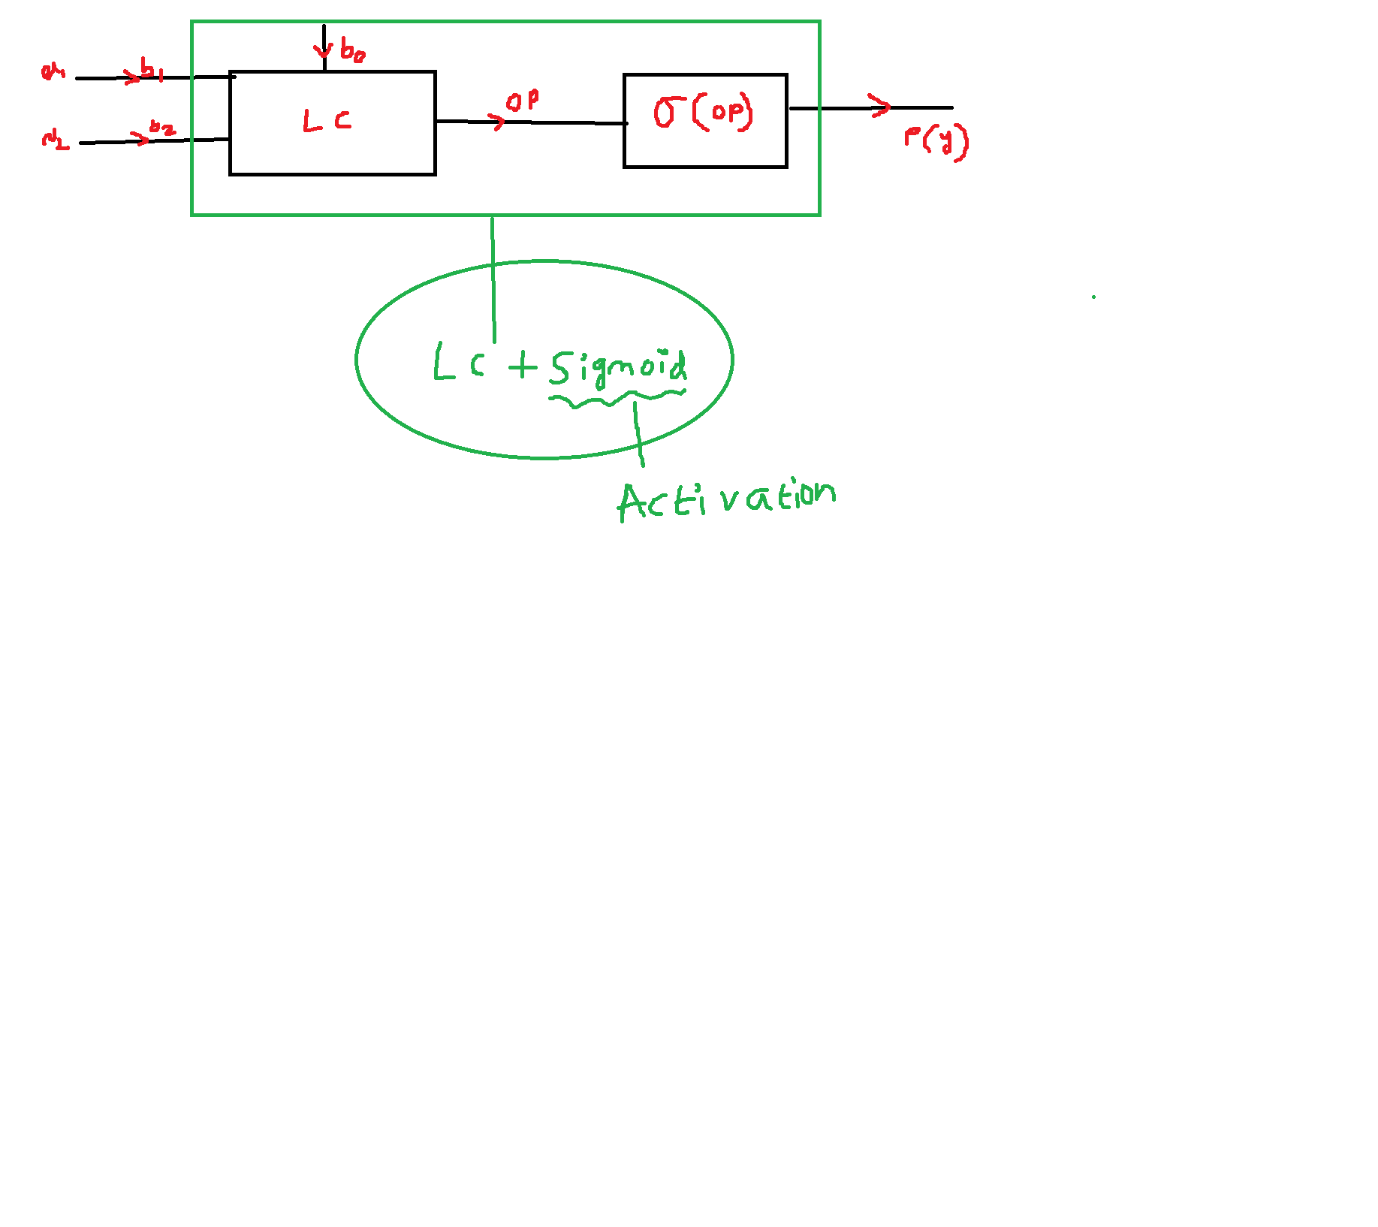 x₁ b₁ b₀
x₂ b₂ LC OP σ(OP) P(y)
LC + Sigmoid
Activation